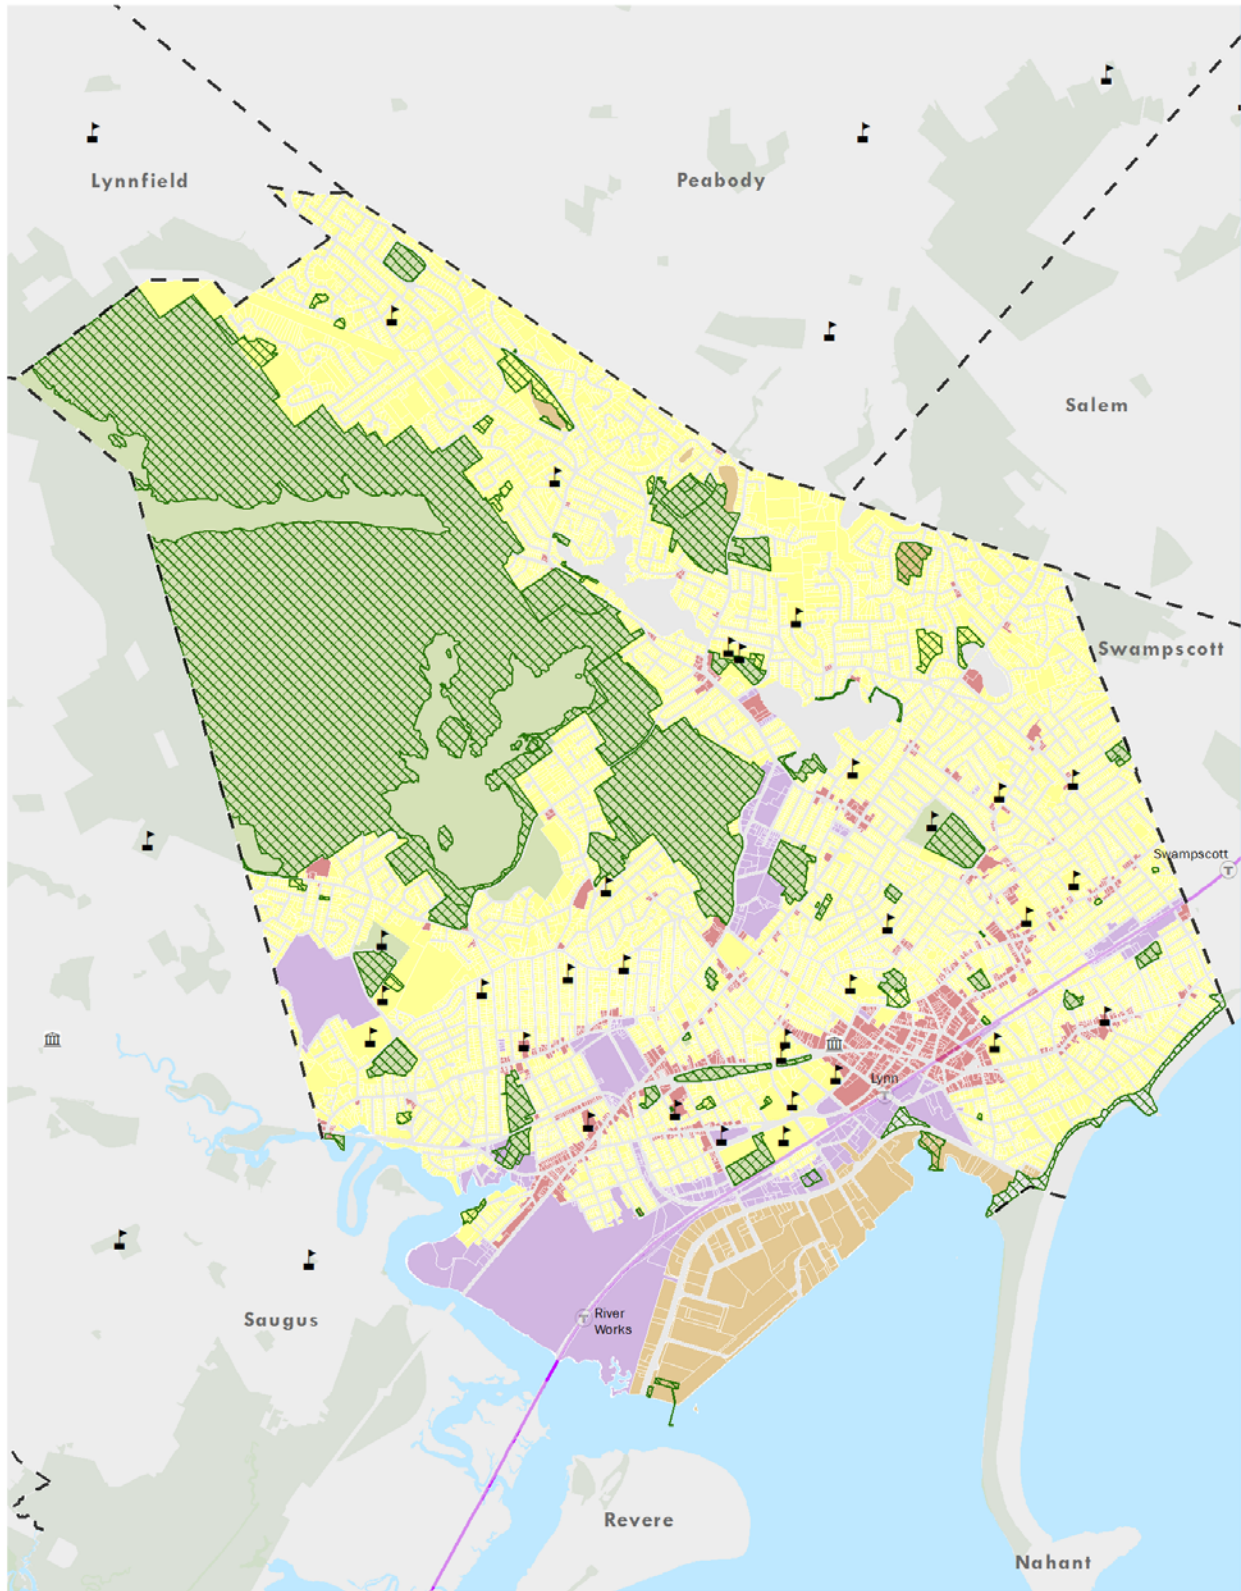 Lynnfield
Peabody
Salem
Swampscott
Swampscott
T
Lynn
T
T
River
Works
Saugus
Revere
Nahant